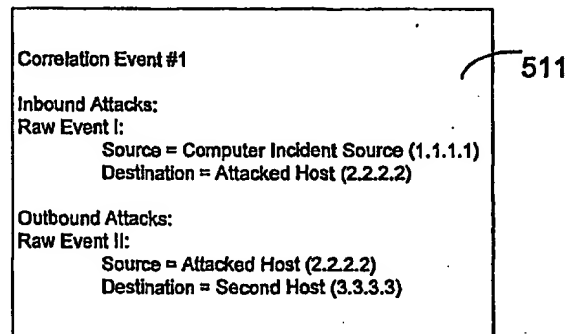 Correlation Event #1
511
Inbound Attacks:
Raw Event I:
Source = Computer Incident Source (1.1.1.1)
Destination = Attacked Host (2.2.2.2)
Outbound Attacks:
Raw Event II:
Source = Attacked Host (2.2.2.2)
Destination = Second Host (3.3.3.3)